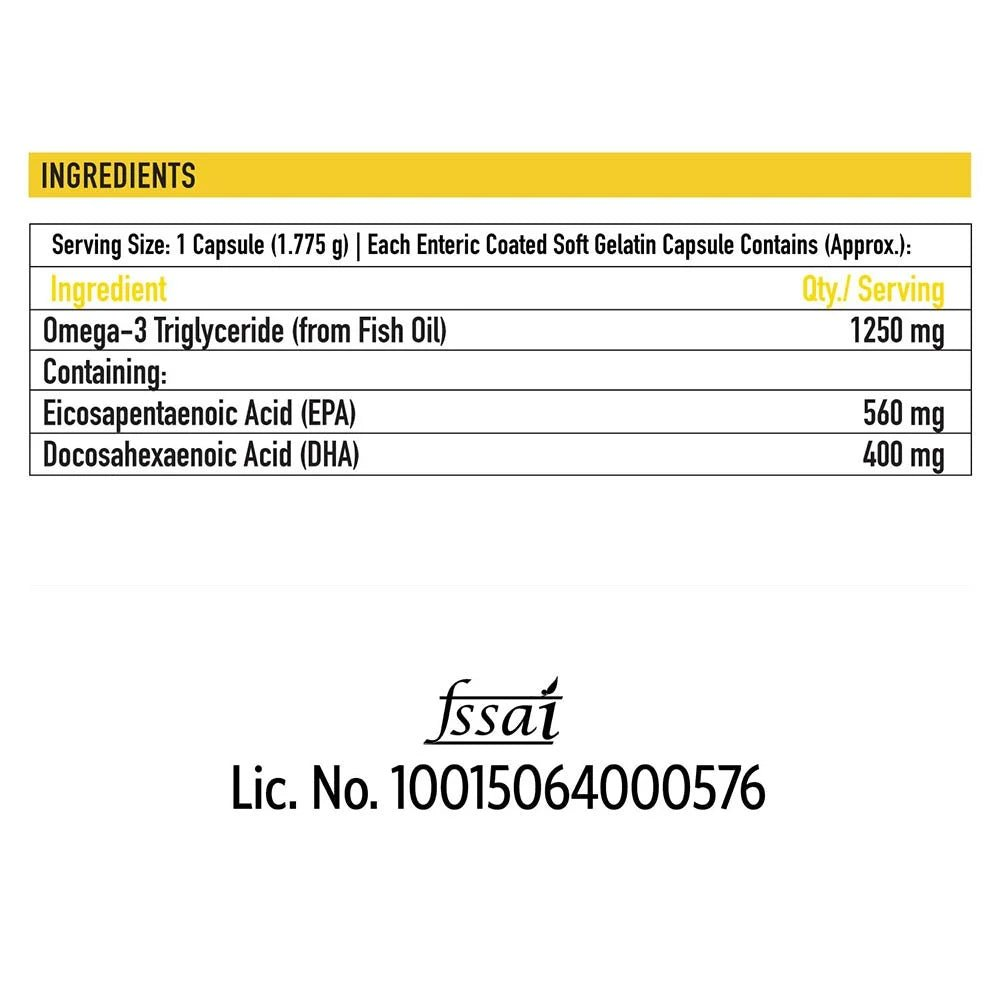 INGREDIENTS
Serving Size: 1 Capsule (1.775 g) | Each Enteric Coated Soft Gelatin Capsule Contains (Approx.):
Ingredient Qty./ Serving
Omega-3 Triglyceride (from Fish Oil) 1250 mg
Containing:
Eicosapentaenoic Acid (EPA) 560 mg
Docosahexaenoic Acid (DHA) 400 mg
fssai
Lic. No. 10015064000576